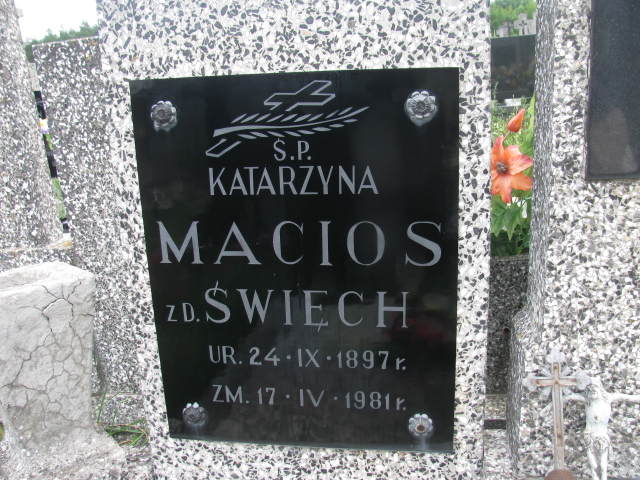 Ś.P.
KATARZYNA
MACIOS
Z D. ŚWIĘCH
UR. 24 · IX · 1897 r.
ZM. 17 · IV · 1981 r.